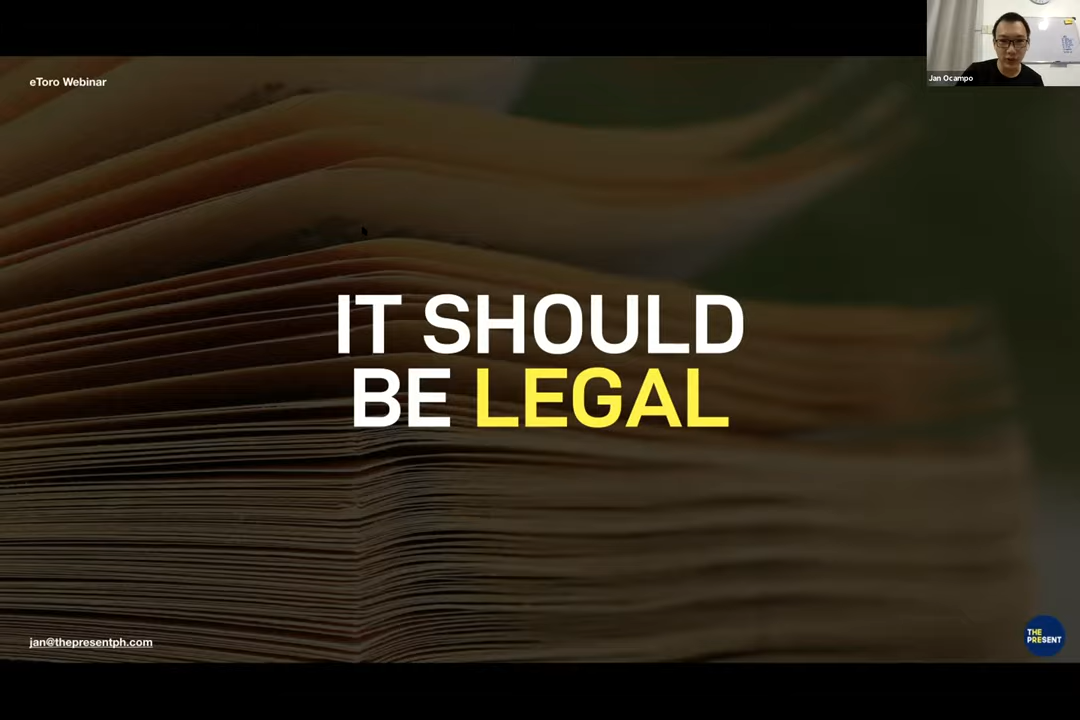 eToro Webinar
Jan Ocampo
IT SHOULD
BE LEGAL
jan@thepresentph.com
THE
PRESENT